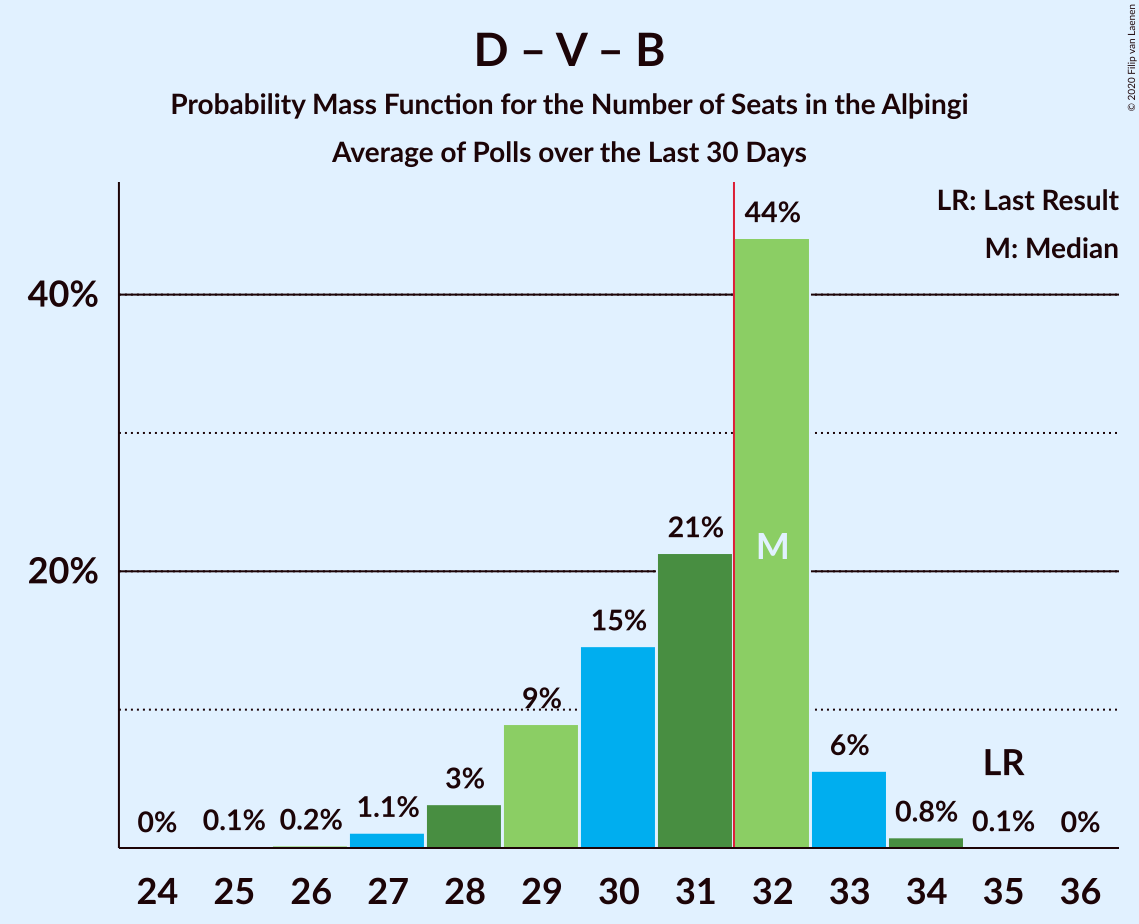 D – V – B
Probability Mass Function for the Number of Seats in the Alþingi
Average of Polls over the Last 30 Days
© 2020 Filip van Laenen
LR: Last Result
M: Median
44%
40%
M
21%
20%
15%
9%
6%
LR
3%
1.1%
0.8%
0% 0.1% 0.2% 0.1% 0%
24 25 26 27 28 29 30 31 32 33 34 35 36